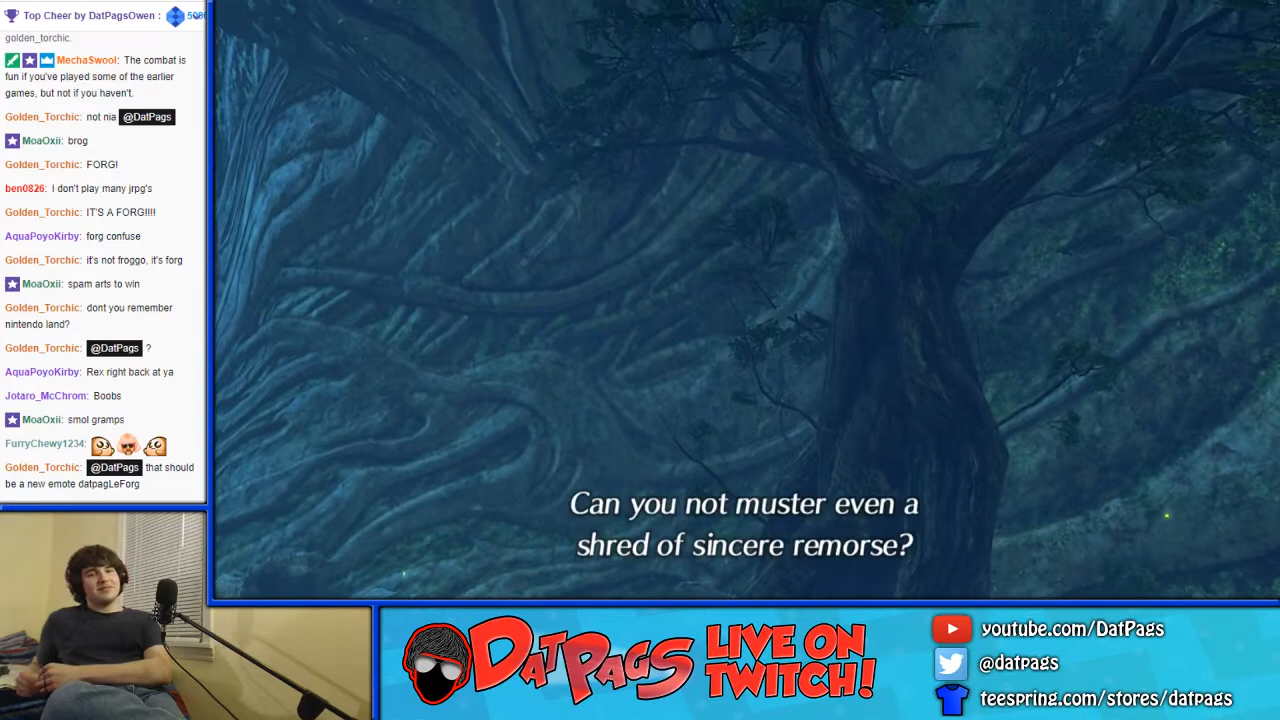 Top Cheer by DatPagsOwen :
golden_torchic.
MechaSwool: The combat is
fun if you've played some of the earlier
games, but not if you haven't.
Golden_Torchic: not nia @DatPags
MoaOxii: brog
Golden_Torchic: FORG!
ben0826: I don't play many jrpg's
Golden_Torchic: IT'S A FORG!!!!
AquaPoyoKirby: forg confuse
Golden_Torchic: it's not froggo, it's forg
MoaOxii: spam arts to win
Golden_Torchic: dont you remember
nintendo land?
Golden_Torchic: @DatPags ?
AquaPoyoKirby: Rex right back at ya
Jotaro_McChrom: Boobs
MoaOxii: smol gramps
FurryChewy1234:
Golden_Torchic: @DatPags that should
be a new emote datpagLeForg
Can you not muster even a
shred of sincere remorse?
DATPAGS LIVE ON
TWITCH!
youtube.com/DatPags
@datpags
teespring.com/stores/datpags